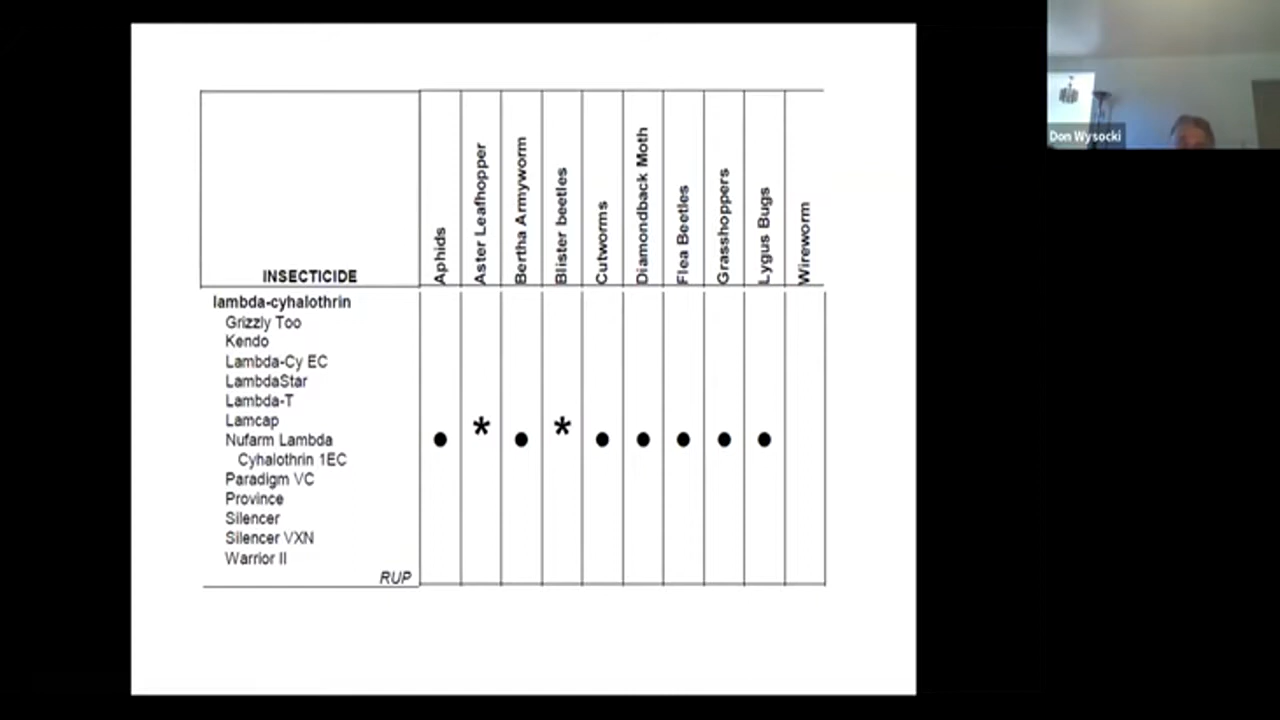 INSECTICIDE
Aphids
Aster Leafhopper
Bertha Armyworm
Blister beetles
Cutworms
Diamondback Moth
Flea Beetles
Grasshoppers
Lygus Bugs
Wireworm
lambda-cyhalothrin
Grizzly Too
Kendo
Lambda-Cy EC
LambdaStar
Lambda-T
Lamcap
Nufarm Lambda
Cyhalothrin 1EC
Paradigm VC
Province
Silencer
Silencer VXN
Warrior II
RUP
● * ● * ● ● ● ● ●
Don Wysocki